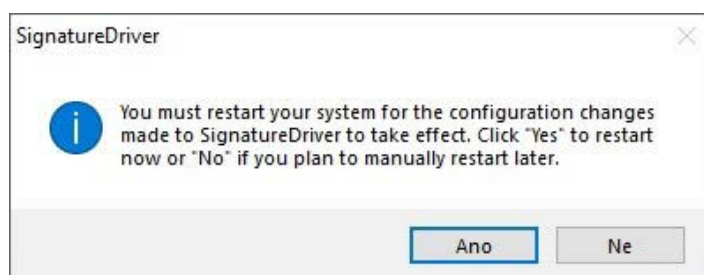 SignatureDriver
You must restart your system for the configuration changes
made to SignatureDriver to take effect. Click "Yes" to restart
now or "No" if you plan to manually restart later.
Ano
Ne